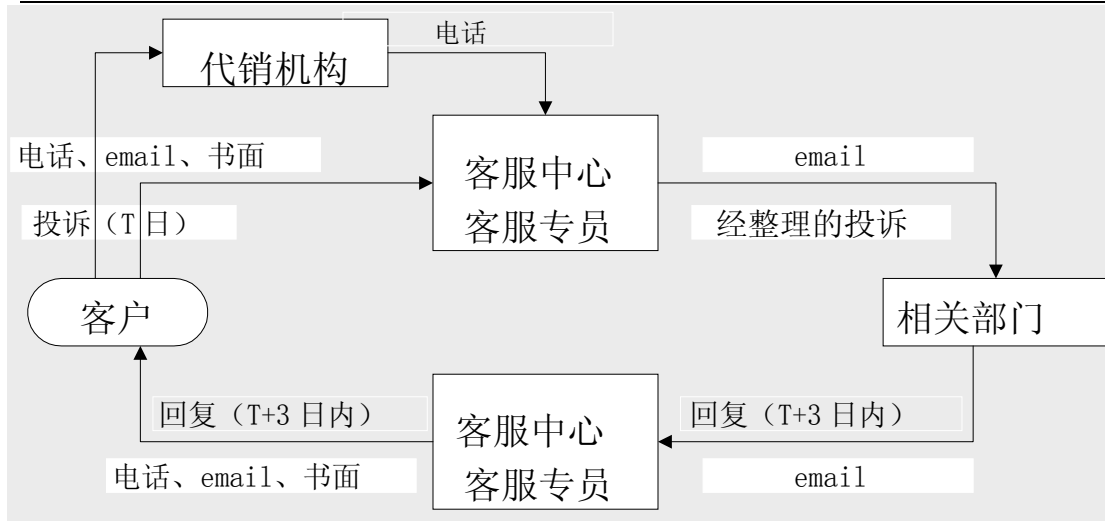 电话
代销机构
电话、email、书面
客服中心
客服专员
email
投诉（T 日）
经整理的投诉
客户
相关部门
回复（T+3 日内）
客服中心
客服专员
回复（T+3 日内）
电话、email、书面
email